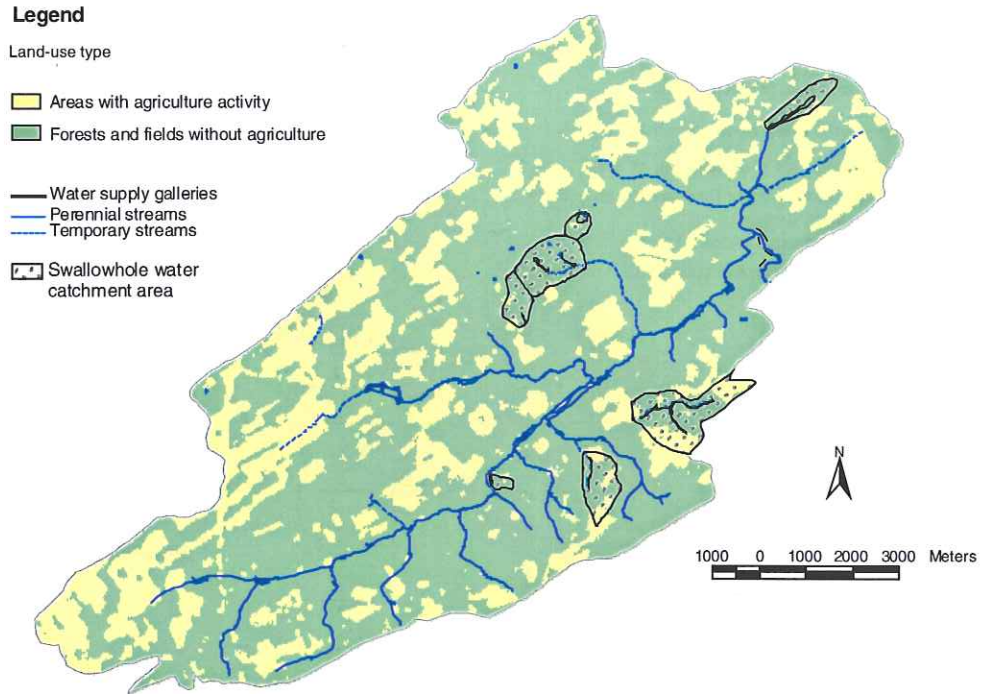 Legend
Land-use type
Areas with agriculture activity
Forests and fields without agriculture
Water supply galleries
Perennial streams
Temporary streams
Swallowhole water
catchment area
N
1000 0 1000 2000 3000 Meters